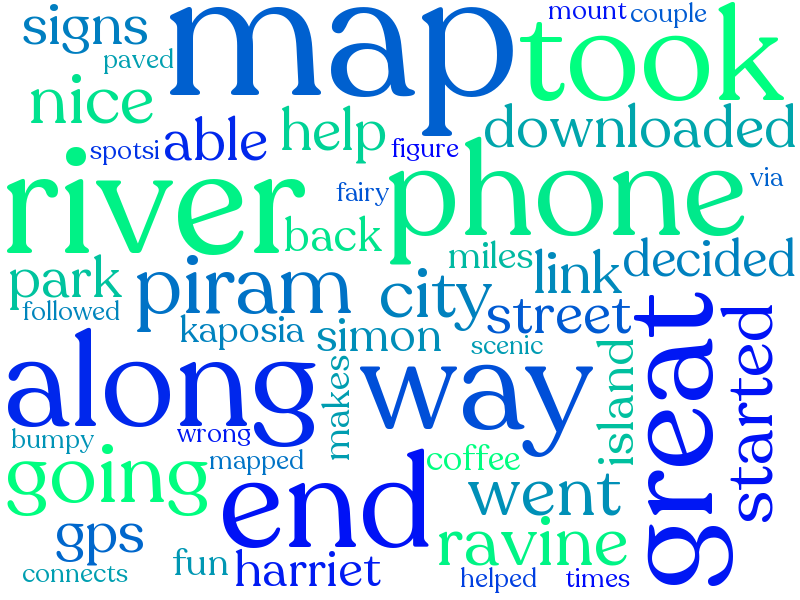 signs
map
took
mount
couple
paved
nice
spotsi
able
help
figure
downloaded
river
fairy
phone
via
back
miles
link
decided
park
followed
piram
city
street
kaposia
simon
scenic
along
way
makes
island
great
started
bumpy
wrong
mapped
going
coffee
end
went
gps
ravine
connects
fun
harriet
helped
times